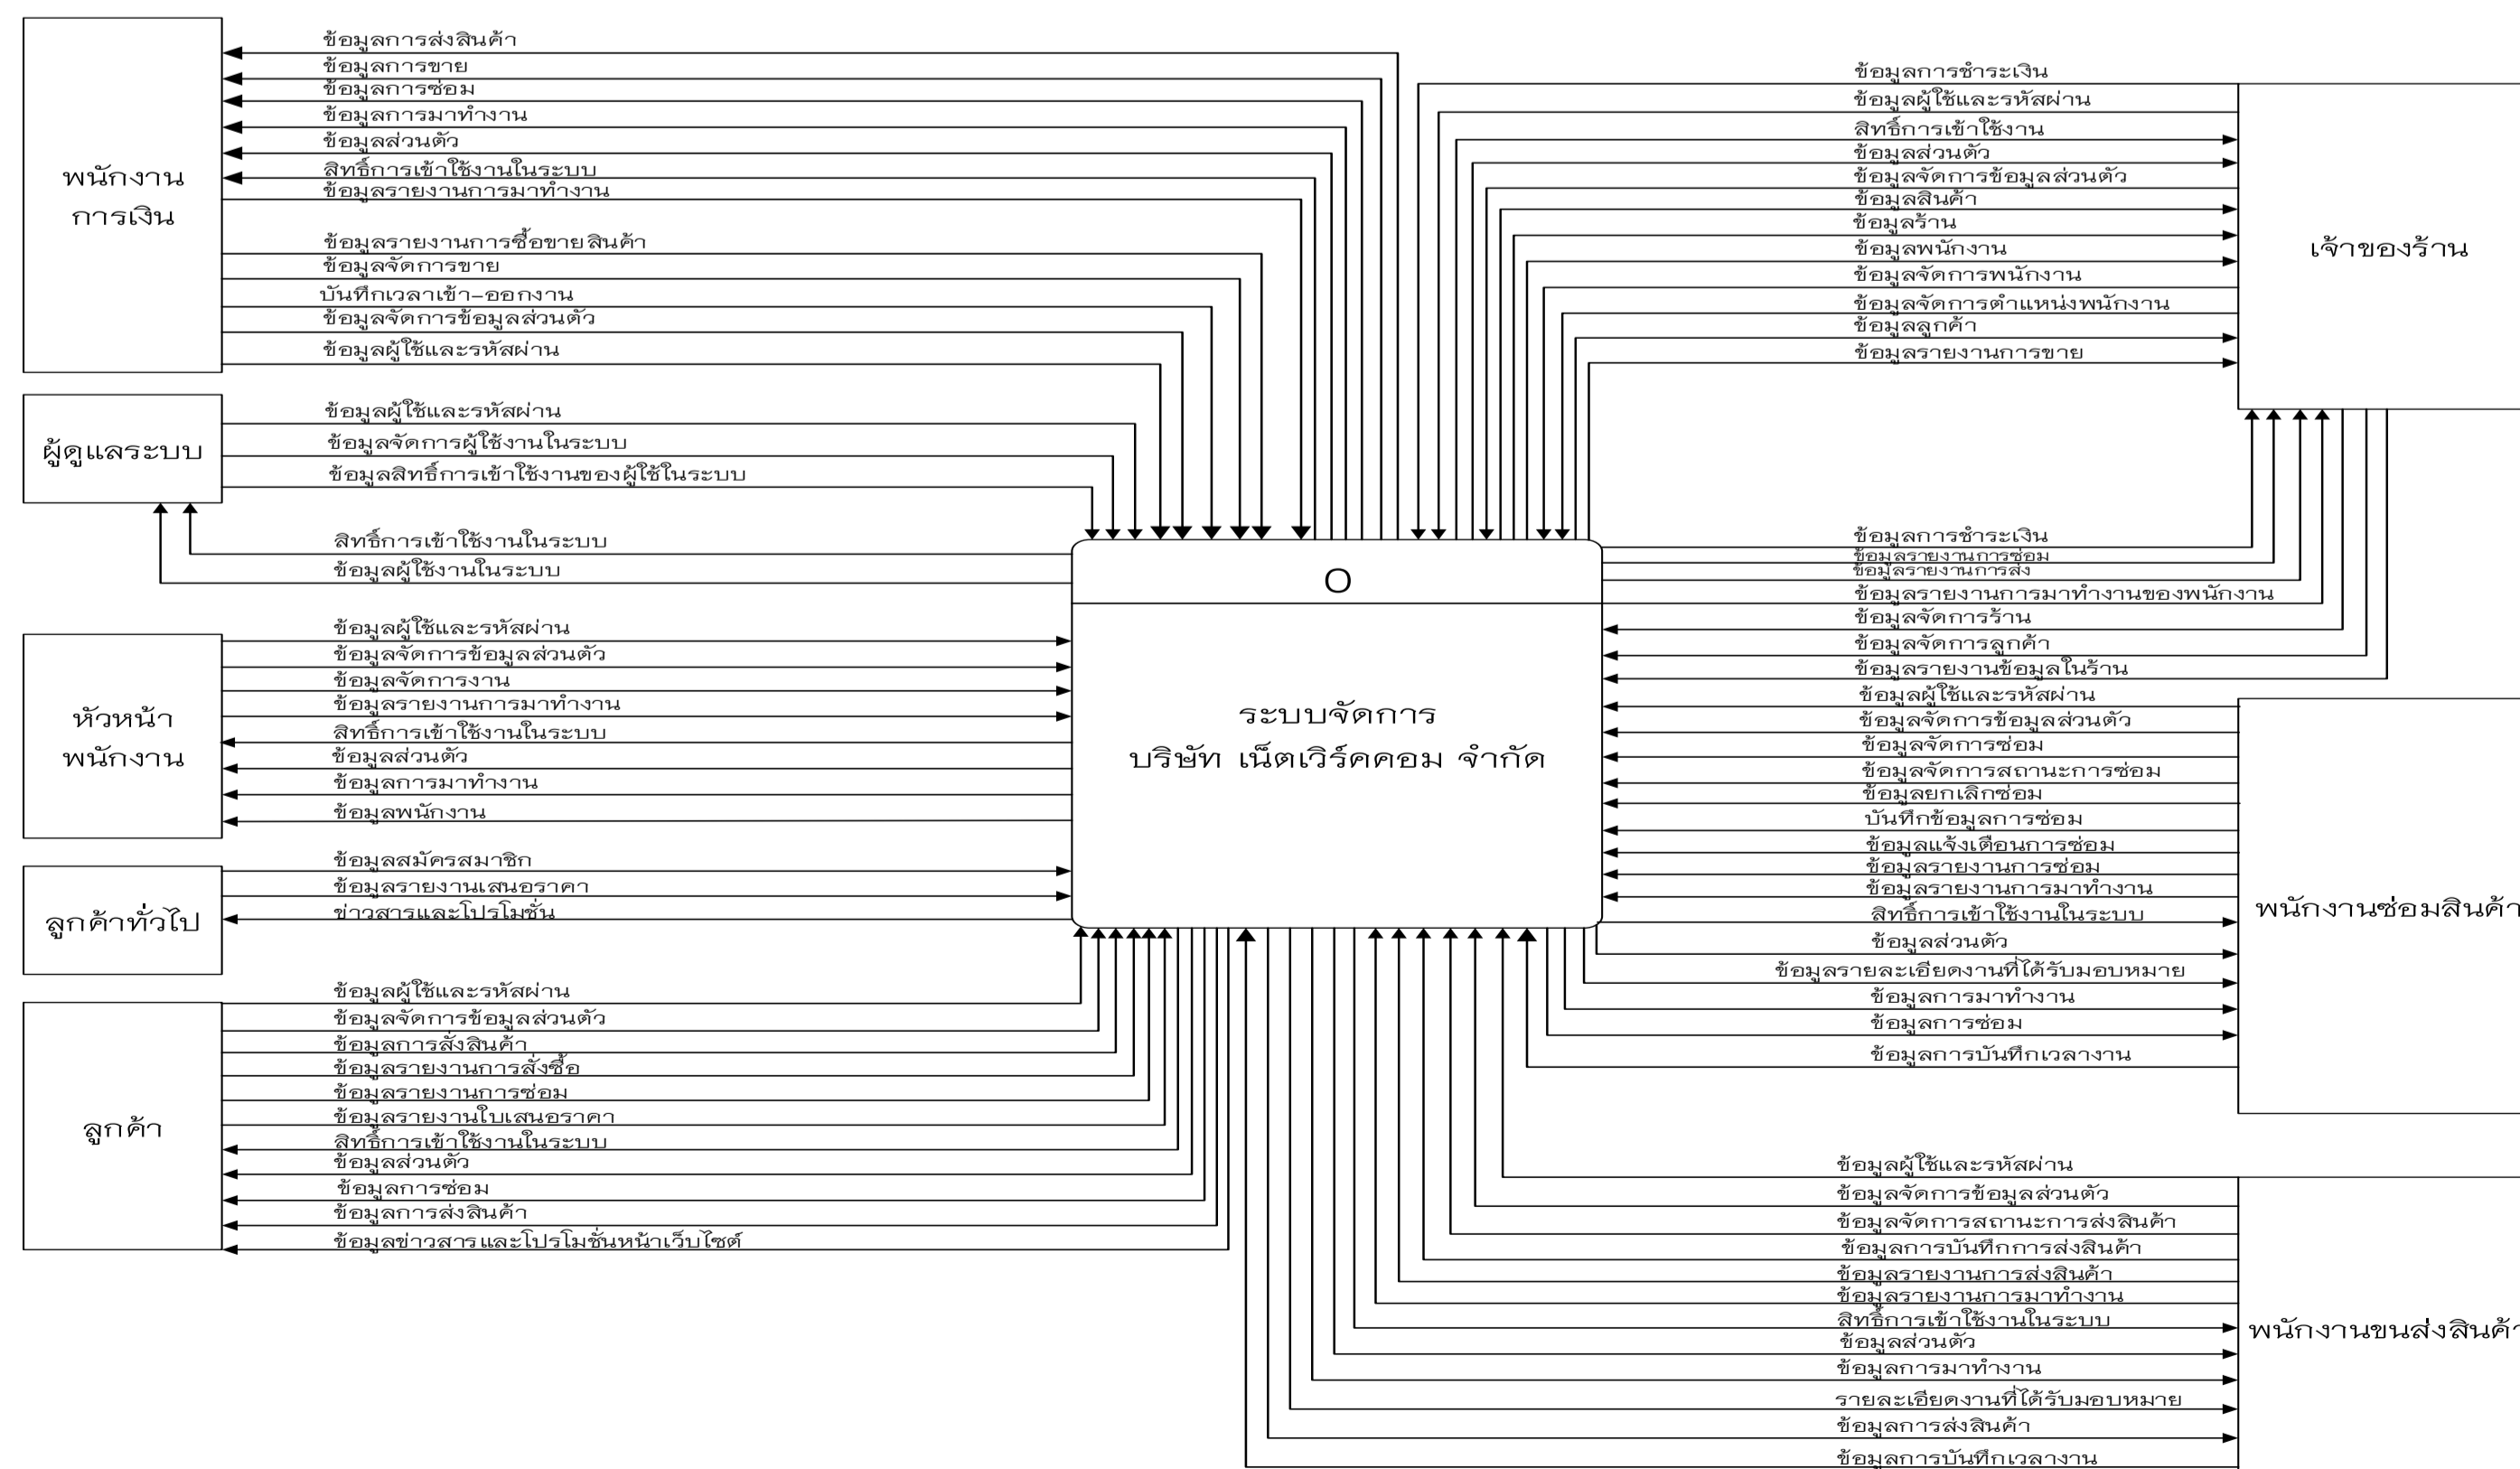 พนักงาน
การเงิน
ข้อมูลการส่งสินค้า
ข้อมูลการขาย
ข้อมูลการซ่อม
ข้อมูลการมาทำงาน
ข้อมูลส่วนตัว
สิทธิ์การเข้าใช้งานในระบบ
ข้อมูลรายงานการมาทำงาน
ข้อมูลรายงานการซื้อขายสินค้า
ข้อมูลจัดการขาย
บันทึกเวลาเข้า-ออกงาน
ข้อมูลจัดการข้อมูลส่วนตัว
ข้อมูลผู้ใช้และรหัสผ่าน
ผู้ดูแลระบบ
ข้อมูลผู้ใช้และรหัสผ่าน
ข้อมูลจัดการผู้ใช้งานในระบบ
ข้อมูลสิทธิ์การเข้าใช้งานของผู้ใช้ในระบบ
สิทธิ์การเข้าใช้งานในระบบ
ข้อมูลผู้ใช้งานในระบบ
หัวหน้า
พนักงาน
ข้อมูลผู้ใช้และรหัสผ่าน
ข้อมูลจัดการข้อมูลส่วนตัว
ข้อมูลจัดการงาน
ข้อมูลรายงานการมาทำงาน
สิทธิ์การเข้าใช้งานในระบบ
ข้อมูลส่วนตัว
ข้อมูลการมาทำงาน
ข้อมูลพนักงาน
ลูกค้าทั่วไป
ข้อมูลสมัครสมาชิก
ข้อมูลรายงานเสนอราคา
ข่าวสารและโปรโมชั่น
ลูกค้า
ข้อมูลผู้ใช้และรหัสผ่าน
ข้อมูลจัดการข้อมูลส่วนตัว
ข้อมูลการสั่งสินค้า
ข้อมูลรายงานการสั่งซื้อ
ข้อมูลรายงานการซ่อม
ข้อมูลรายงานใบเสนอราคา
สิทธิ์การเข้าใช้งานในระบบ
ข้อมูลส่วนตัว
ข้อมูลการซ่อม
ข้อมูลการส่งสินค้า
ข้อมูลข่าวสารและโปรโมชั่นหน้าเว็บไซต์
0
ระบบจัดการ
บริษัท เน็ตเวิร์คคอม จำกัด
เจ้าของร้าน
ข้อมูลการชำระเงิน
ข้อมูลผู้ใช้และรหัสผ่าน
สิทธิ์การเข้าใช้งาน
ข้อมูลส่วนตัว
ข้อมูลจัดการข้อมูลส่วนตัว
ข้อมูลสินค้า
ข้อมูลร้าน
ข้อมูลพนักงาน
ข้อมูลจัดการพนักงาน
ข้อมูลจัดการตำแหน่งพนักงาน
ข้อมูลลูกค้า
ข้อมูลรายงานการขาย
ข้อมูลการชำระเงิน
ข้อมูลรายงานการซ่อม
ข้อมูลรายงานการส่ง
ข้อมูลรายงานการมาทำงานของพนักงาน
ข้อมูลจัดการร้าน
ข้อมูลจัดการลูกค้า
ข้อมูลรายงานข้อมูลในร้าน
พนักงานซ่อมสินค้า
ข้อมูลผู้ใช้และรหัสผ่าน
ข้อมูลจัดการข้อมูลส่วนตัว
ข้อมูลจัดการซ่อม
ข้อมูลจัดการสถานะการซ่อม
ข้อมูลยกเลิกซ่อม
บันทึกข้อมูลการซ่อม
ข้อมูลแจ้งเตือนการซ่อม
ข้อมูลรายงานการซ่อม
ข้อมูลรายงานการมาทำงาน
สิทธิ์การเข้าใช้งานในระบบ
ข้อมูลส่วนตัว
ข้อมูลรายละเอียดงานที่ได้รับมอบหมาย
ข้อมูลการมาทำงาน
ข้อมูลการซ่อม
ข้อมูลการบันทึกเวลางาน
พนักงานขนส่งสินค้า
ข้อมูลผู้ใช้และรหัสผ่าน
ข้อมูลจัดการข้อมูลส่วนตัว
ข้อมูลจัดการสถานะการส่งสินค้า
ข้อมูลการบันทึกการส่งสินค้า
ข้อมูลรายงานการส่งสินค้า
ข้อมูลรายงานการมาทำงาน
สิทธิ์การเข้าใช้งานในระบบ
ข้อมูลส่วนตัว
ข้อมูลการมาทำงาน
รายละเอียดงานที่ได้รับมอบหมาย
ข้อมูลการส่งสินค้า
ข้อมูลการบันทึกเวลางาน